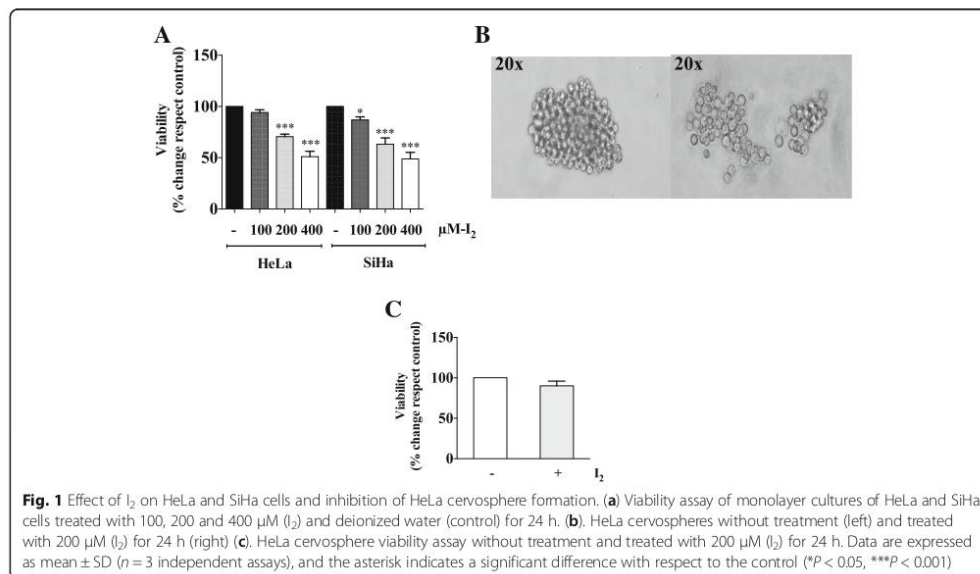 A
B
150
100
50
0
Viability
(% change respect control)
*
***
***
***
***
- 100 200 400 - 100 200 400 µM-I₂
HeLa SiHa
20x 20x
C
150
100
50
0
Viability
(% change respect control)
- + I₂
Fig. 1 Effect of I₂ on HeLa and SiHa cells and inhibition of HeLa cervosphere formation. (a) Viability assay of monolayer cultures of HeLa and SiHa
cells treated with 100, 200 and 400 μM (I₂) and deionized water (control) for 24 h. (b). HeLa cervospheres without treatment (left) and treated
with 200 μM (I₂) for 24 h (right) (c). HeLa cervosphere viability assay without treatment and treated with 200 μM (I₂) for 24 h. Data are expressed
as mean ± SD (n = 3 independent assays), and the asterisk indicates a significant difference with respect to the control (*P < 0.05, ***P < 0.001)